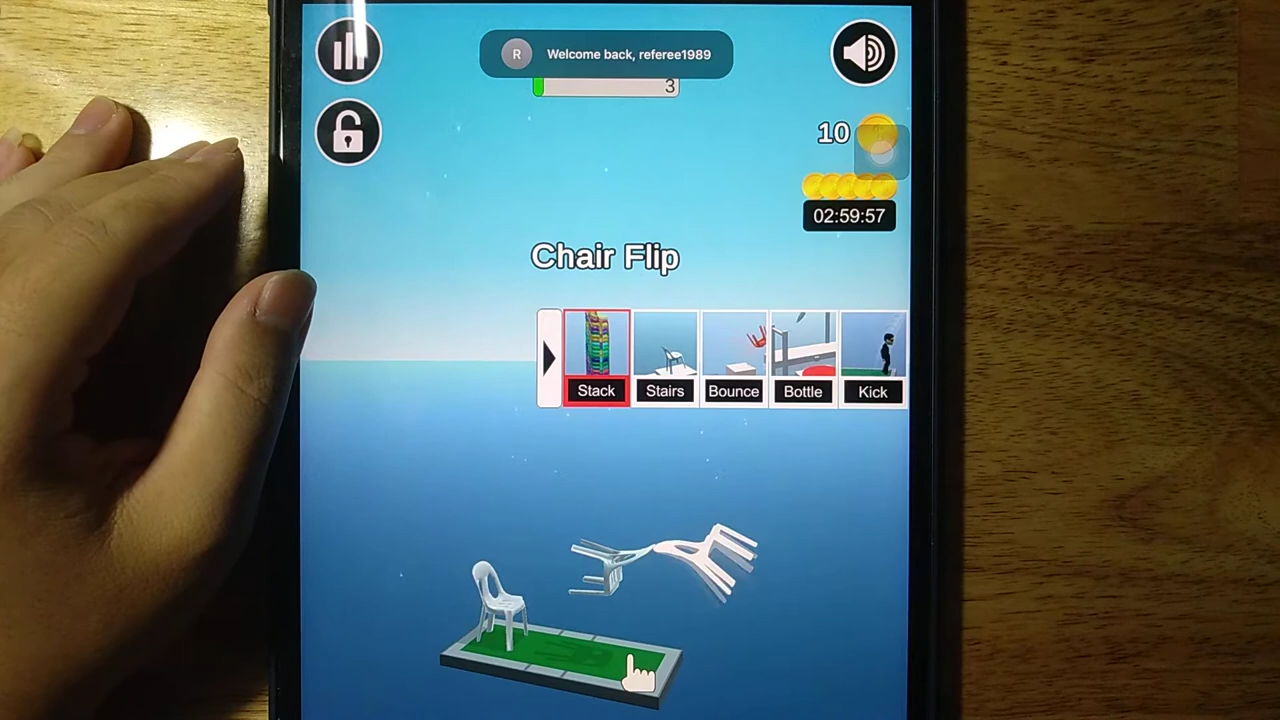 R Welcome back, referee1989
3
10
02:59:57
Chair Flip
Stack Stairs Bounce Bottle Kick